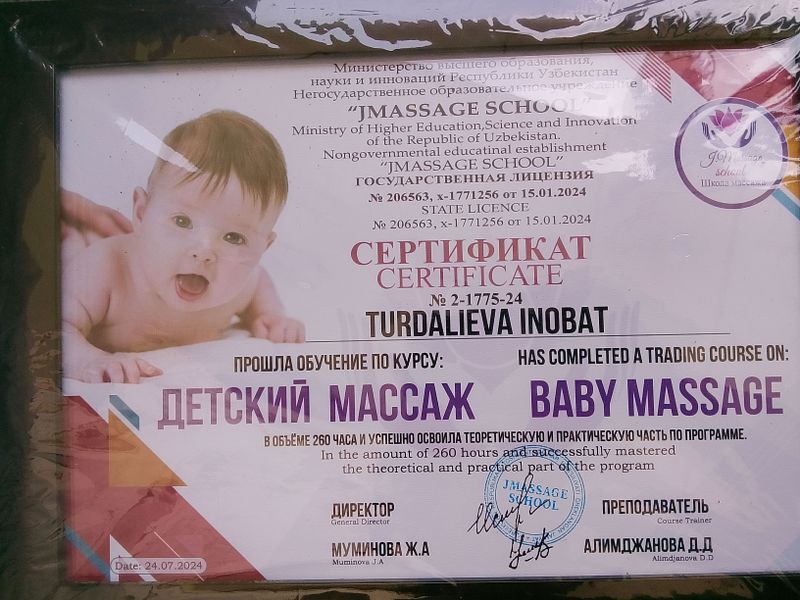 Министерство высшего образования,
науки и инноваций Республики Узбекистан
Негосударственное образовательное учреждение
“JMASSAGE SCHOOL”
Ministry of Higher Education,Science and Innovation
of the Republic of Uzbekistan.
Nongovernmental educatinal establishment
“JMASSAGE SCHOOL”
ГОСУДАРСТВЕННАЯ ЛИЦЕНЗИЯ
№ 206563, x-1771256 от 15.01.2024
STATE LICENCE
№ 206563, x-1771256 от 15.01.2024
J.Massage
school
Школа массажа
СЕРТИФИКАТ
CERTIFICATE
№ 2-1775-24
TURDALIEVA INOBAT
ПРОШЛА ОБУЧЕНИЕ ПО КУРСУ: HAS COMPLETED A TRADING COURSE ON:
ДЕТСКИЙ МАССАЖ BABY MASSAGE
В ОБЪЁМЕ 260 ЧАСА И УСПЕШНО ОСВОИЛА ТЕОРЕТИЧЕСКУЮ И ПРАКТИЧЕСКУЮ ЧАСТЬ ПО ПРОГРАММЕ.
In the amount of 260 hours and successfully mastered
the theoretical and practical part of the program
JMASSAGE
SCHOOL
ДИРЕКТОР ПРЕПОДАВАТЕЛЬ
General Director Course Trainer
МУМИНОВА Ж.А АЛИМДЖАНОВА Д.Д
Muminova J.A Alimdjanova D.D
Date: 24.07.2024